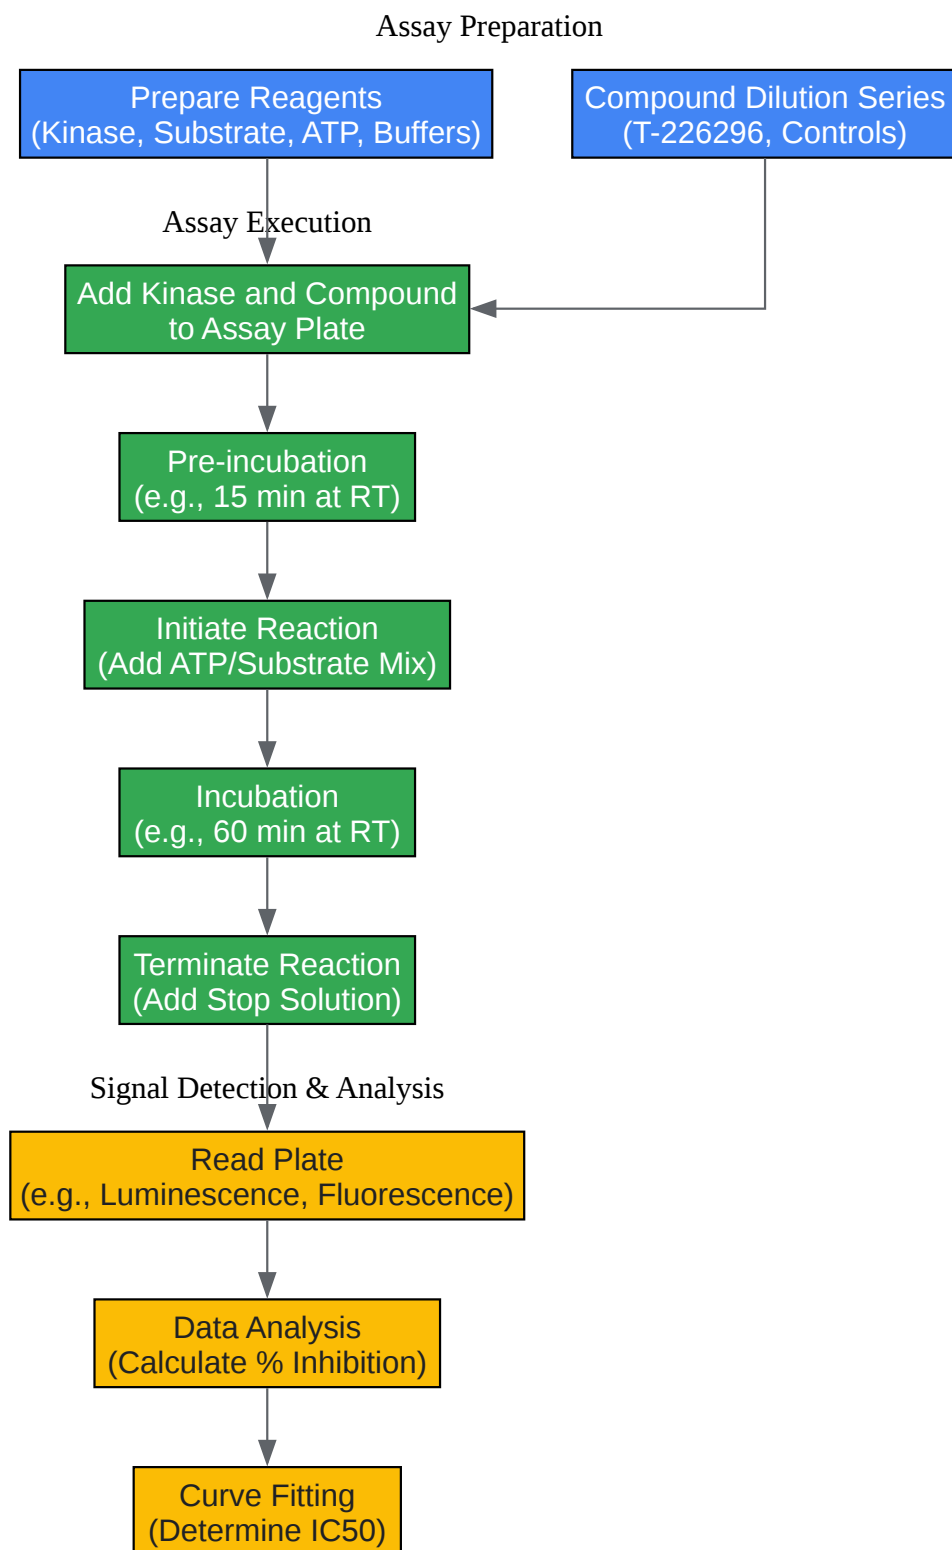 Assay Preparation
Prepare Reagents
(Kinase, Substrate, ATP, Buffers)
Compound Dilution Series
(T-226296, Controls)
Assay Execution
Add Kinase and Compound
to Assay Plate
Pre-incubation
(e.g., 15 min at RT)
Initiate Reaction
(Add ATP/Substrate Mix)
Incubation
(e.g., 60 min at RT)
Terminate Reaction
(Add Stop Solution)
Signal Detection & Analysis
Read Plate
(e.g., Luminescence, Fluorescence)
Data Analysis
(Calculate % Inhibition)
Curve Fitting
(Determine IC50)